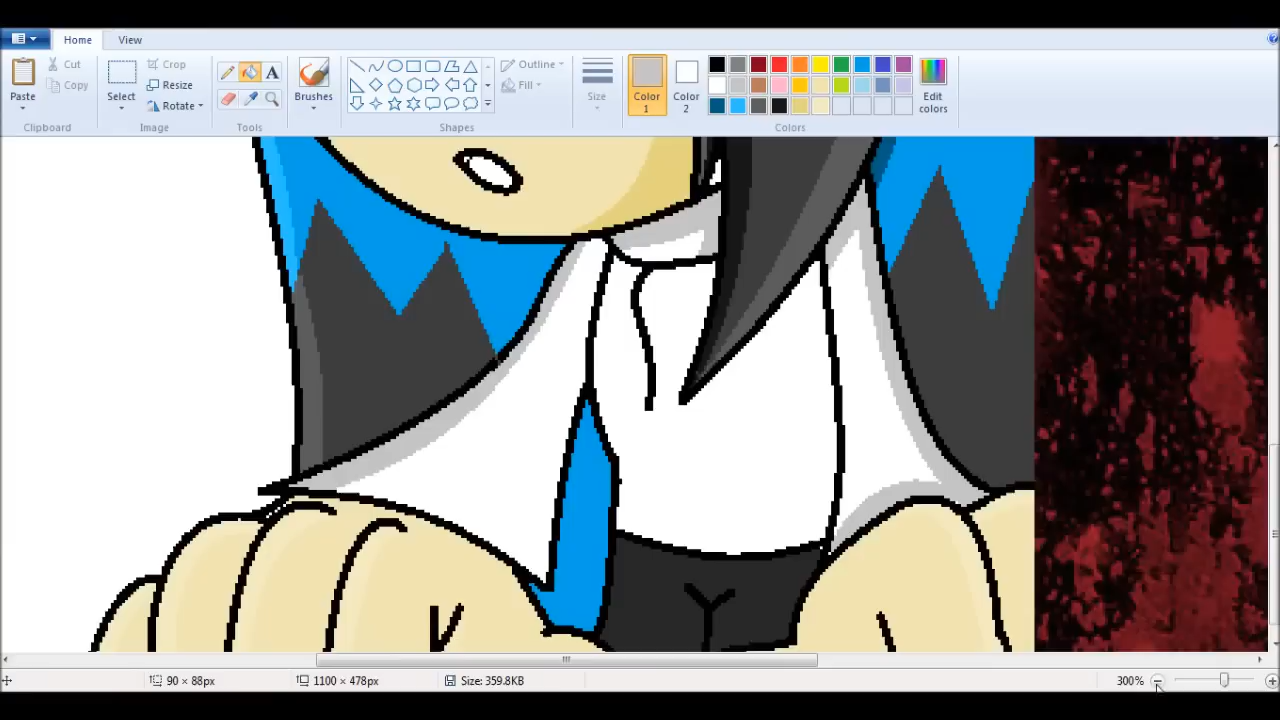 Home View
Cut
Copy
Paste
Clipboard
Crop
Resize
Rotate
Select
Image
A
Tools
Brushes
Outline
Fill
Shapes
Size
Color 1
Color 2
Edit colors
Colors
90 × 88px
1100 × 478px
Size: 359.8KB
300%